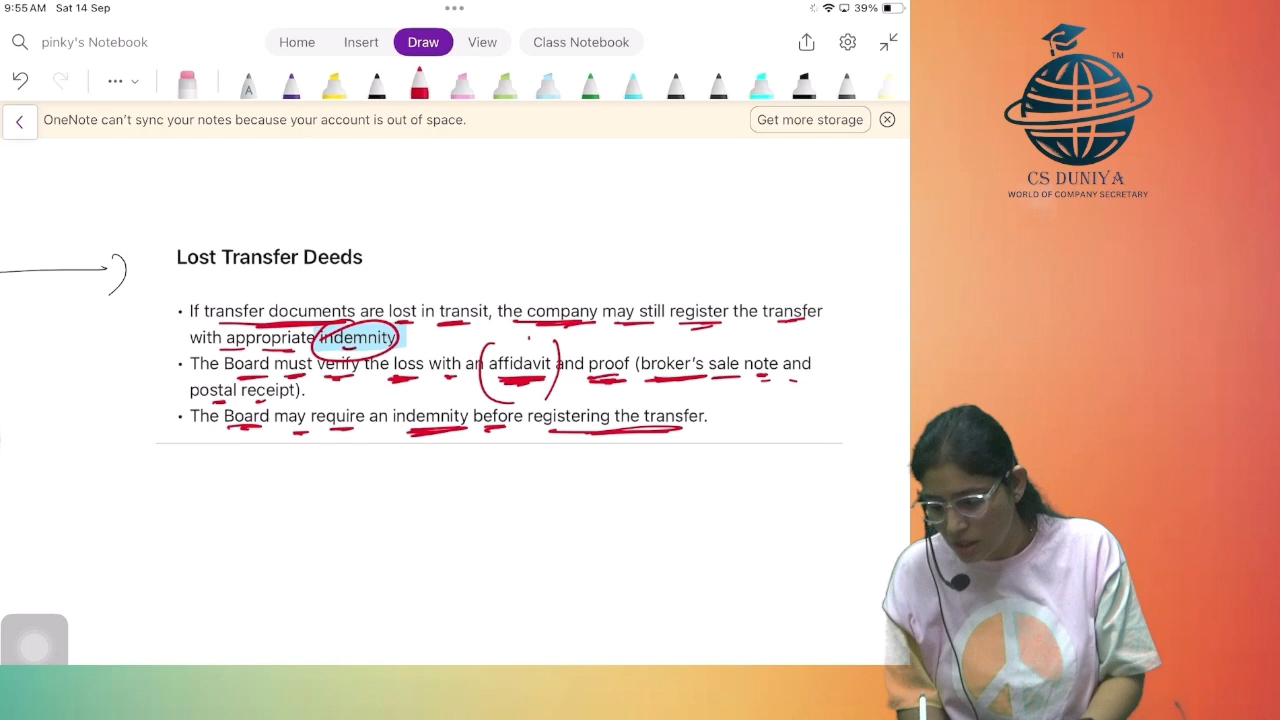 9:55 AM Sat 14 Sep
39%
pinky's Notebook
Home Insert Draw View Class Notebook
A
OneNote can't sync your notes because your account is out of space.
Get more storage
TM
CS DUNIYA
WORLD OF COMPANY SECRETARY
Lost Transfer Deeds
• If transfer documents are lost in transit, the company may still register the transfer
with appropriate indemnity.
• The Board must verify the loss with an affidavit and proof (broker's sale note and
postal receipt).
• The Board may require an indemnity before registering the transfer.